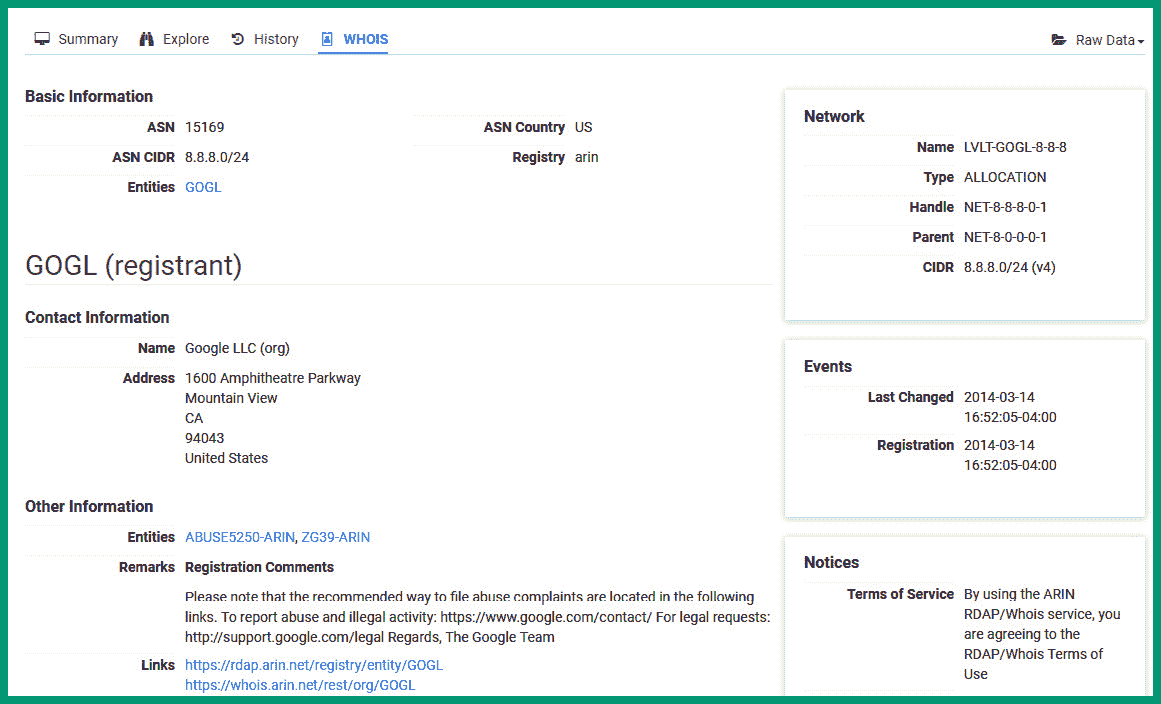 Summary Explore History WHOIS Raw Data
Basic Information
ASN 15169
ASN Country US
ASN CIDR 8.8.8.0/24
Registry arin
Entities GOGL
GOGL (registrant)
Contact Information
Name Google LLC (org)
Address 1600 Amphitheatre Parkway
Mountain View
CA
94043
United States
Other Information
Entities ABUSE5250-ARIN, ZG39-ARIN
Remarks Registration Comments
Please note that the recommended way to file abuse complaints are located in the following
links. To report abuse and illegal activity: https://www.google.com/contact/ For legal requests:
http://support.google.com/legal Regards, The Google Team
Links https://rdap.arin.net/registry/entity/GOGL
https://whois.arin.net/rest/org/GOGL
Network
Name LVLT-GOGL-8-8-8
Type ALLOCATION
Handle NET-8-8-8-0-1
Parent NET-8-0-0-0-1
CIDR 8.8.8.0/24 (v4)
Events
Last Changed 2014-03-14
16:52:05-04:00
Registration 2014-03-14
16:52:05-04:00
Notices
Terms of Service By using the ARIN
RDAP/Whois service, you
are agreeing to the
RDAP/Whois Terms of
Use